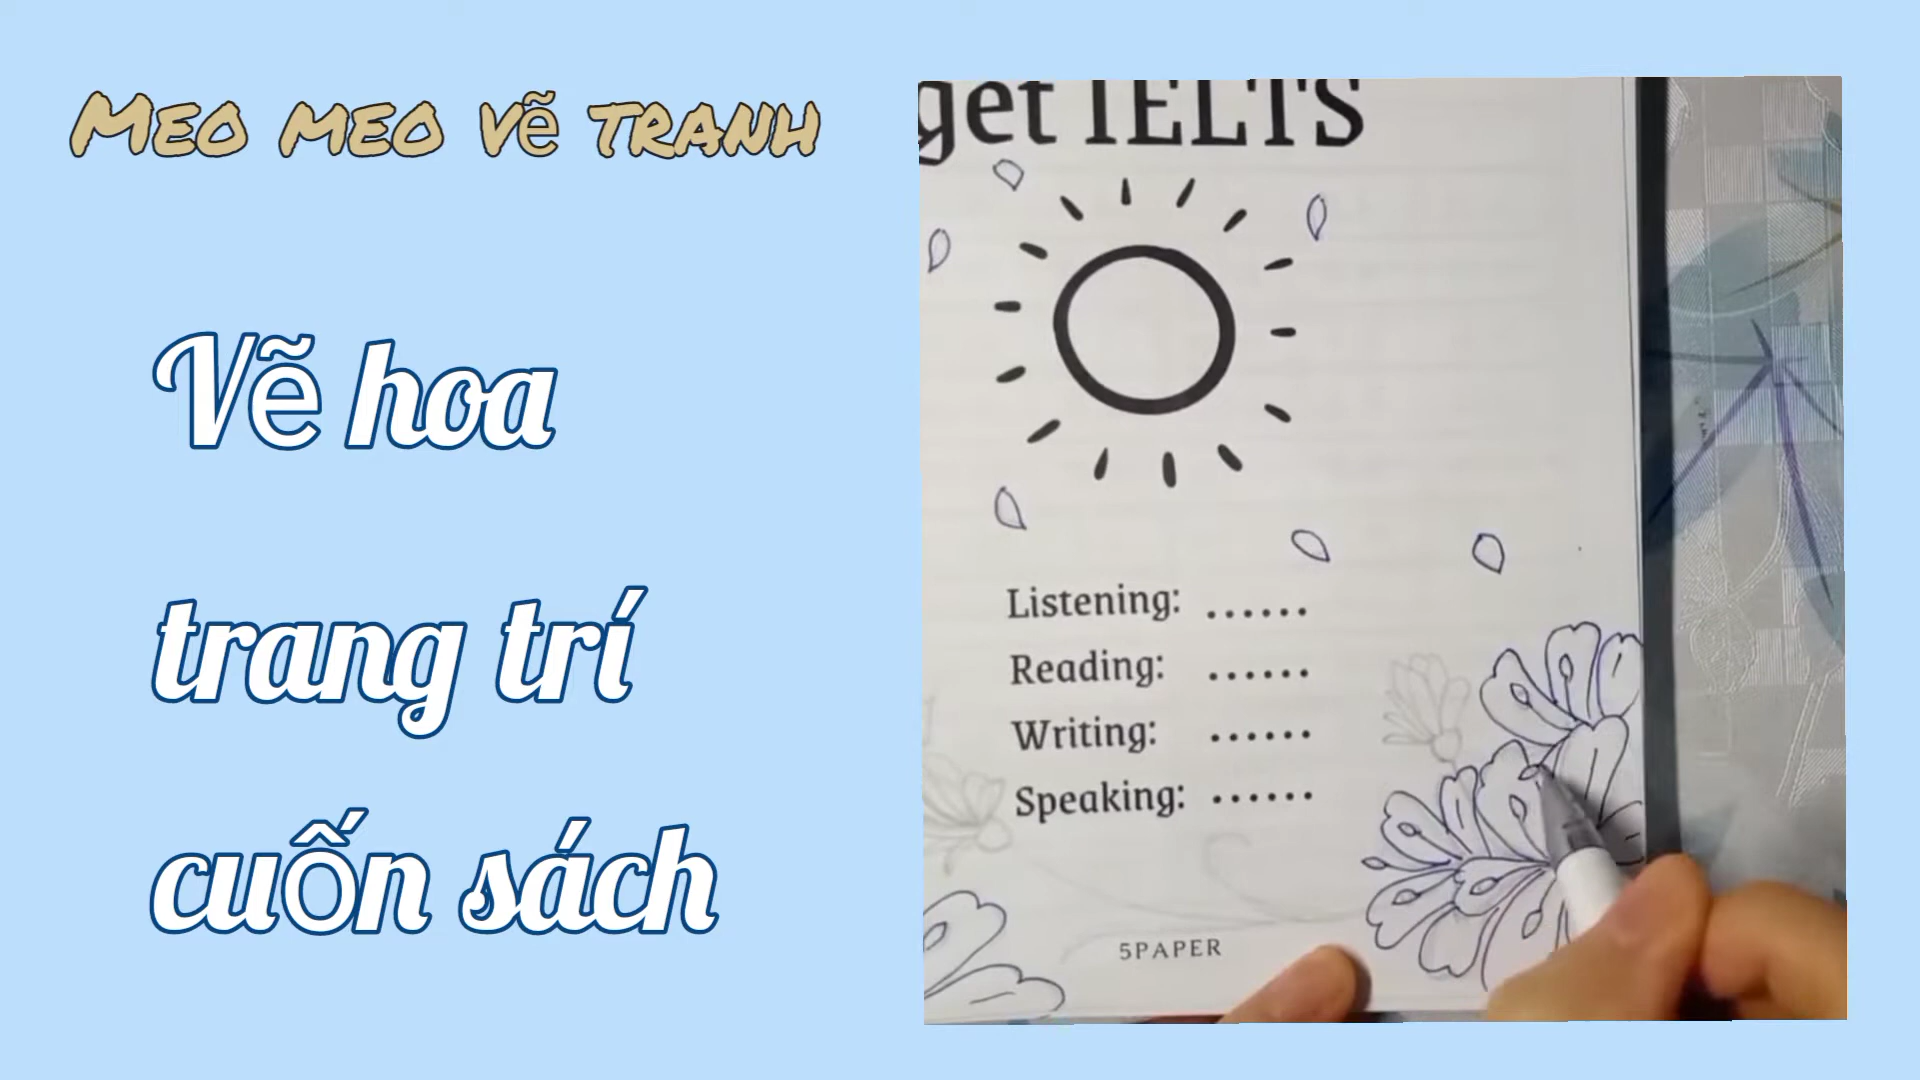 Meo meo vẽ tranh
Vẽ hoa
trang trí
cuốn sách
get IELTS
Listening: ......
Reading: ......
Writing: ......
Speaking: ......
5PAPER